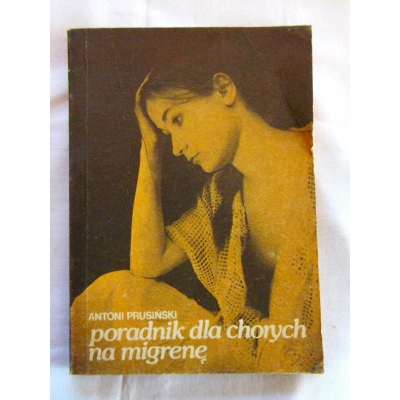 ANTONI PRUSIŃSKI
poradnik dla chorych
na migrenę